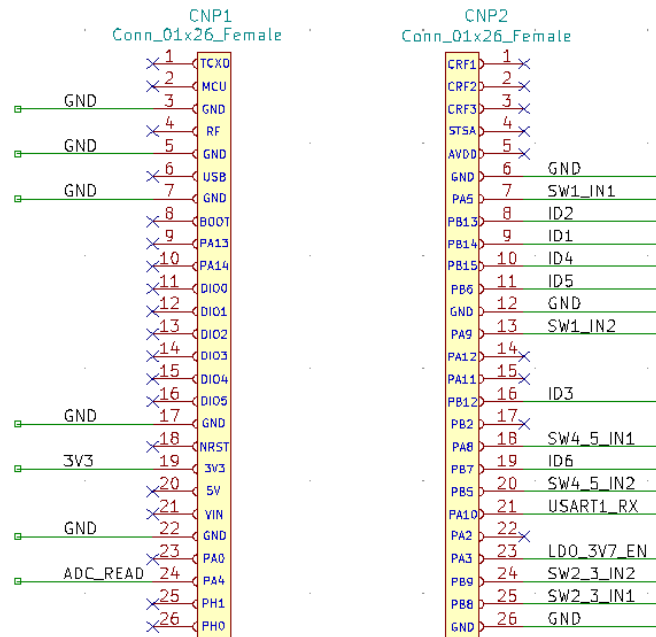 CNP1
Conn_01x26_Female
1 TCXO
2 MCU
GND 3 GND
4 RF
GND 5 GND
6 USB
GND 7 GND
8 BOOT
9 PA13
10 PA14
11 DIO0
12 DIO1
13 DIO2
14 DIO3
15 DIO4
16 DIO5
GND 17 GND
18 NRST
3V3 19 3V3
20 5V
21 VIN
GND 22 GND
23 PA0
ADC_READ 24 PA4
25 PH1
26 PH0
CNP2
Conn_01x26_Female
CRF1 1
CRF2 2
CRF3 3
STSA 4
AVDD 5
GND 6 GND
PA5 7 SW1_IN1
PB13 8 ID2
PB14 9 ID1
PB15 10 ID4
PB6 11 ID5
GND 12 GND
PA9 13 SW1_IN2
PA12 14
PA11 15
PB12 16 ID3
PB2 17
PA8 18 SW4_5_IN1
PB7 19 ID6
PB5 20 SW4_5_IN2
PA10 21 USART1_RX
PA2 22
PA3 23 LDO_3V7_EN
PB9 24 SW2_3_IN2
PB8 25 SW2_3_IN1
GND 26 GND